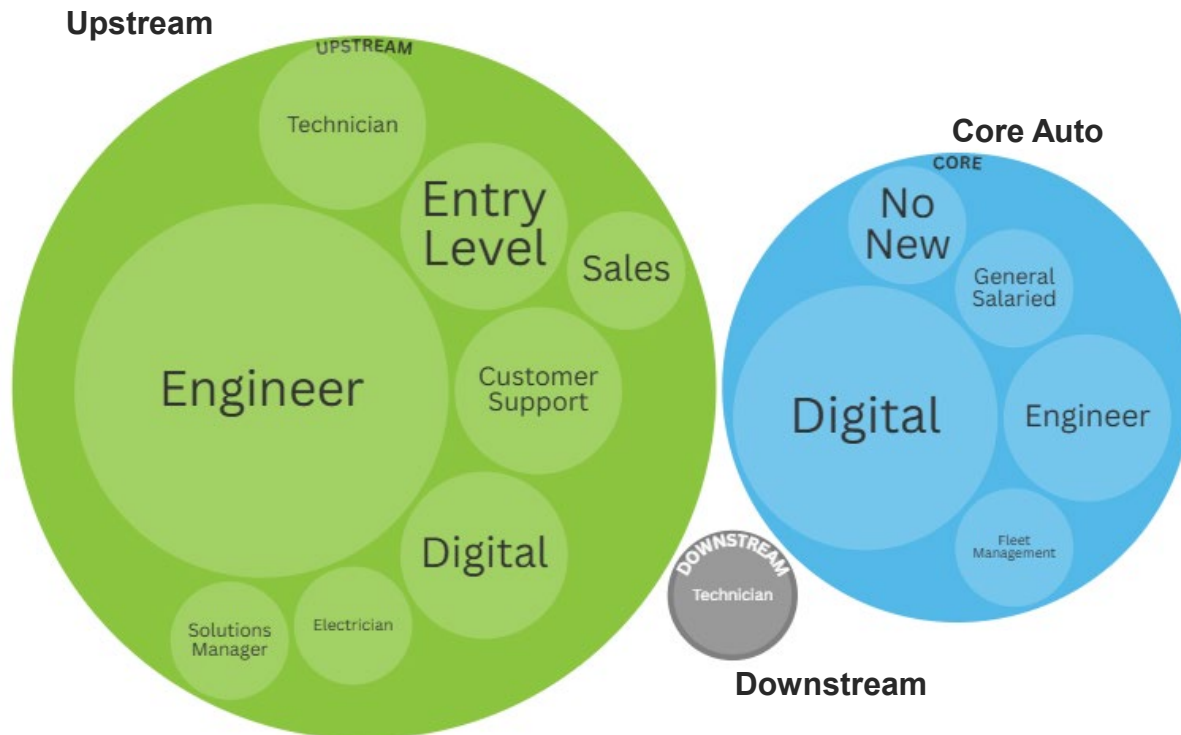 Upstream
UPSTREAM
Technician
Entry
Level
Sales
Engineer
Customer
Support
Digital
Solutions
Manager
Electrician
Core Auto
CORE
No
New
General
Salaried
Digital
Engineer
Fleet
Management
DOWNSTREAM
Technician
Downstream